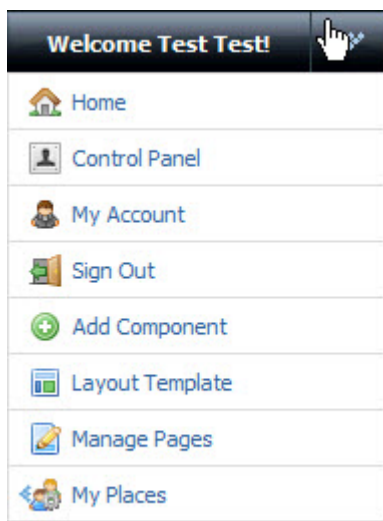 Welcome Test Test!
Home
Control Panel
My Account
Sign Out
Add Component
Layout Template
Manage Pages
My Places